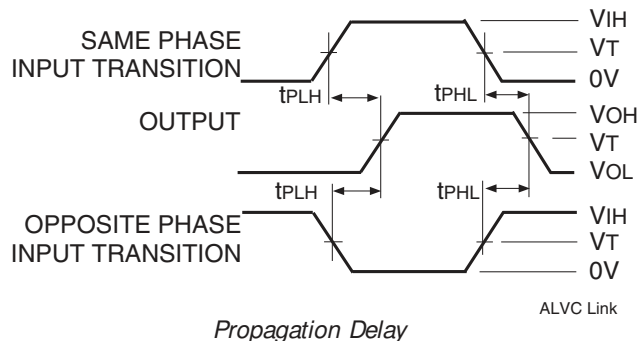 SAME PHASE
INPUT TRANSITION
VIH
VT
0V
tPLH
tPHL
OUTPUT
VOH
VT
VOL
tPLH
tPHL
OPPOSITE PHASE
INPUT TRANSITION
VIH
VT
0V
ALVC Link
Propagation Delay